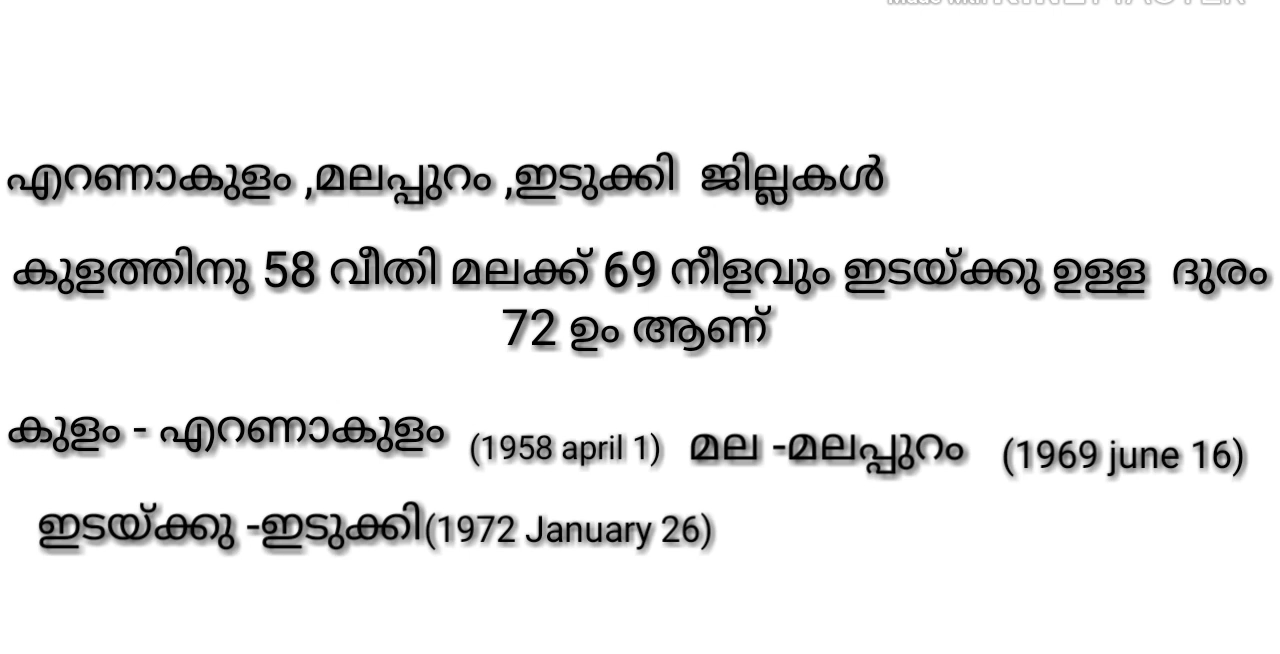 എറണാകുളം ,മലപ്പുറം ,ഇടുക്കി ജില്ലകൾ
കുളത്തിനു 58 വീതി മലക്ക് 69 നീളവും ഇടയ്ക്കു ഉള്ള ദുരം
72 ഉം ആണ്
കുളം - എറണാകുളം (1958 april 1) മല -മലപ്പുറം (1969 june 16)
ഇടയ്ക്കു -ഇടുക്കി(1972 January 26)